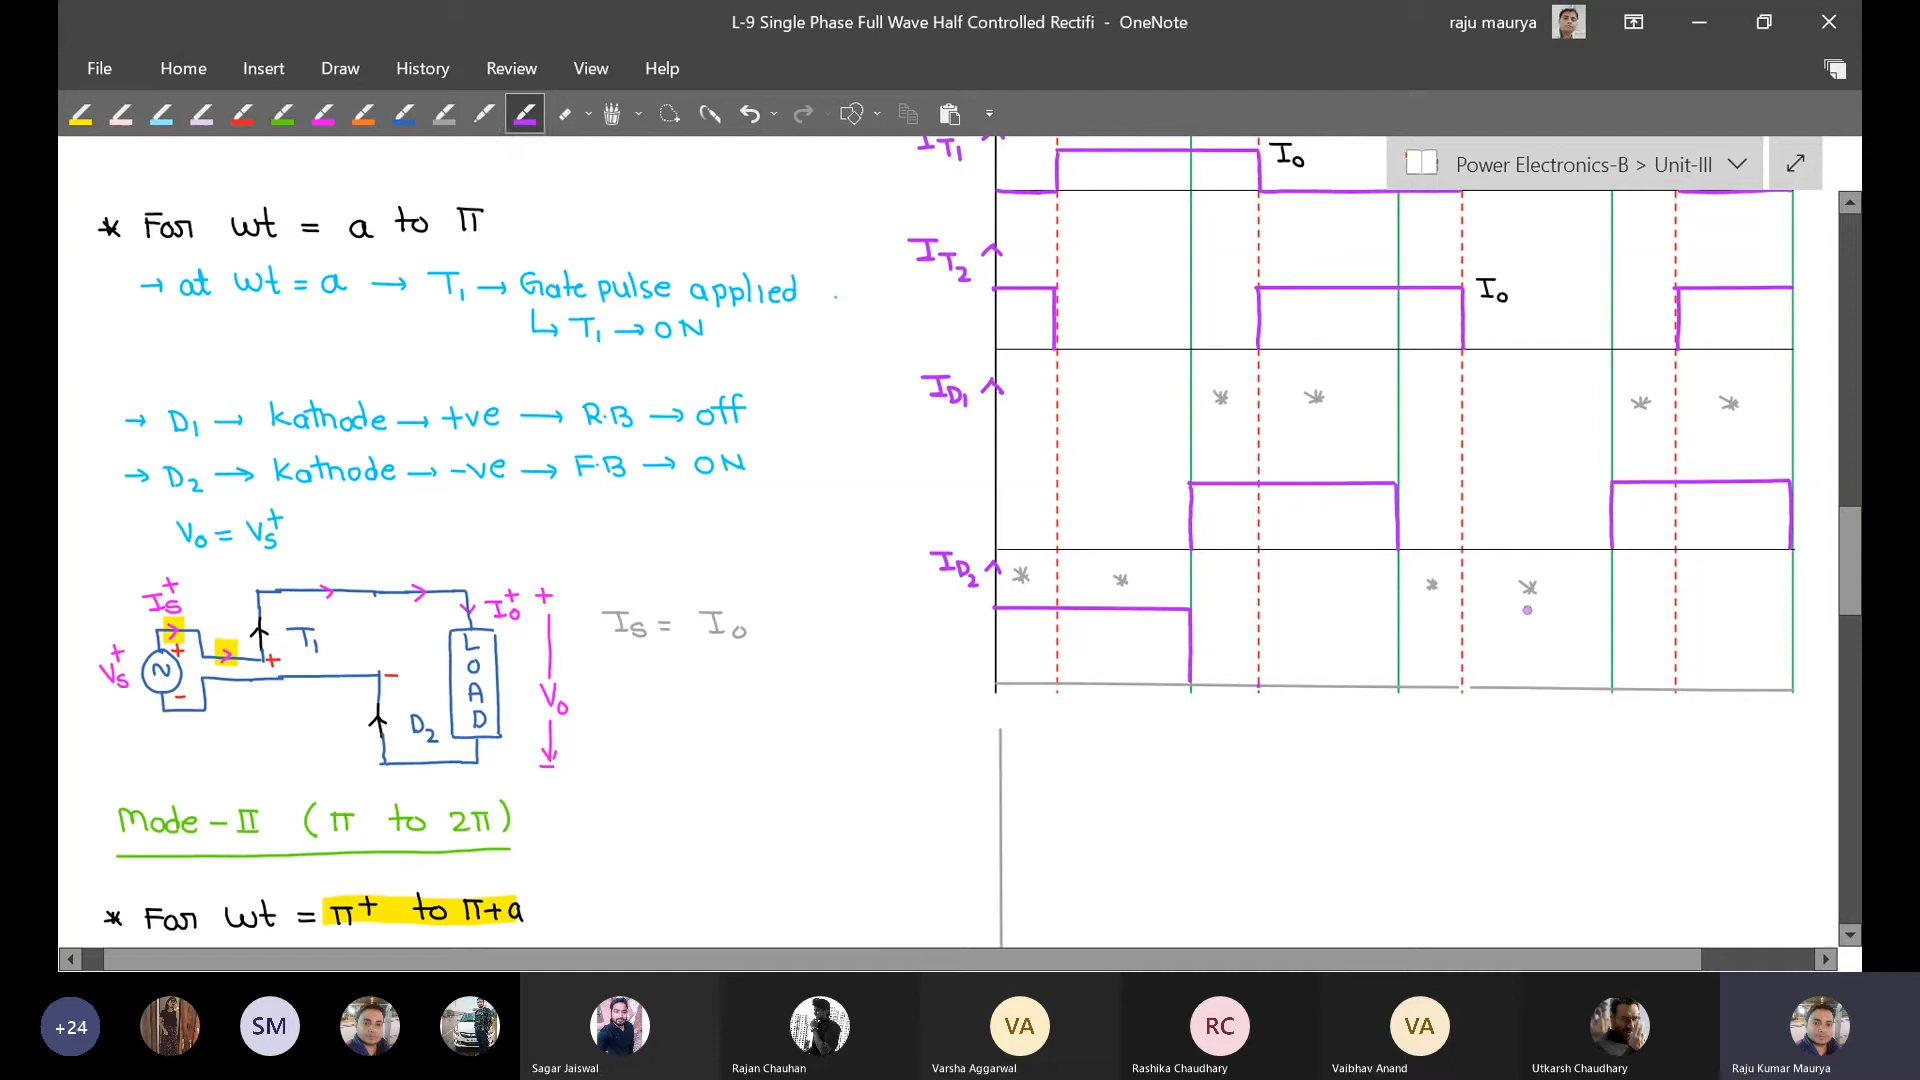 L-9 Single Phase Full Wave Half Controlled Rectifi - OneNote
raju maurya
File Home Insert Draw History Review View Help
Power Electronics-B > Unit-III
* For wt = a to π
→ at wt = a → T1 → Gate pulse applied
↳ T1 → ON
→ D1 → kathode → +ve → R.B → off
→ D2 → kathode → -ve → F.B → ON
Vo = Vs+
Is+
Vs+
+
-
T1
+
-
D2
LOAD
Io+
+
Vo
-
Is = Io
Mode - II ( π to 2π )
* For wt = π+ to π+a
IT1
Io
IT2
Io
ID1
* * * *
ID2
* * * *
+24
SM
Sagar Jaiswal
Rajan Chauhan
VA
Varsha Aggarwal
RC
Rashika Chaudhary
VA
Vaibhav Anand
Utkarsh Chaudhary
Raju Kumar Maurya